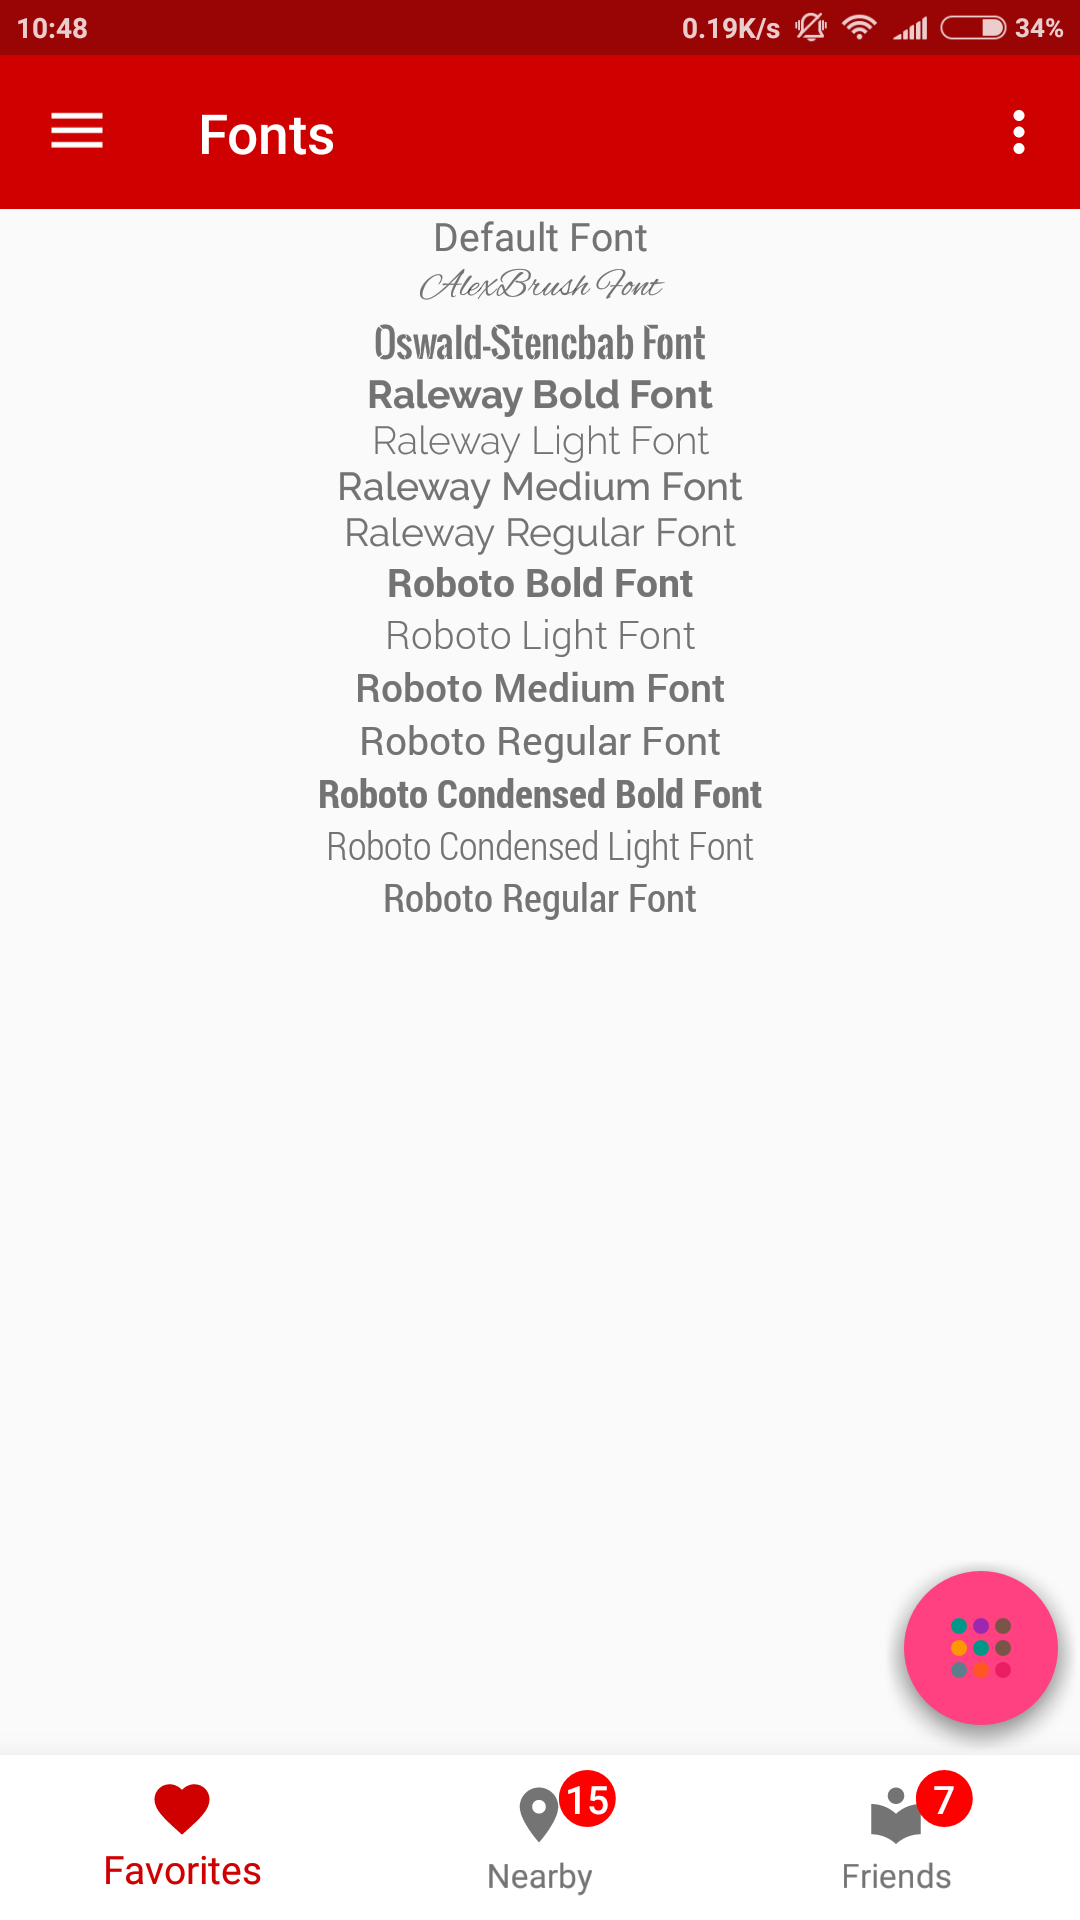 10:48 0.19K/s 34%
Fonts
Default Font
AlexBrush Font
Oswald-Stencbab Font
Raleway Bold Font
Raleway Light Font
Raleway Medium Font
Raleway Regular Font
Roboto Bold Font
Roboto Light Font
Roboto Medium Font
Roboto Regular Font
Roboto Condensed Bold Font
Roboto Condensed Light Font
Roboto Regular Font
15 7
Favorites Nearby Friends